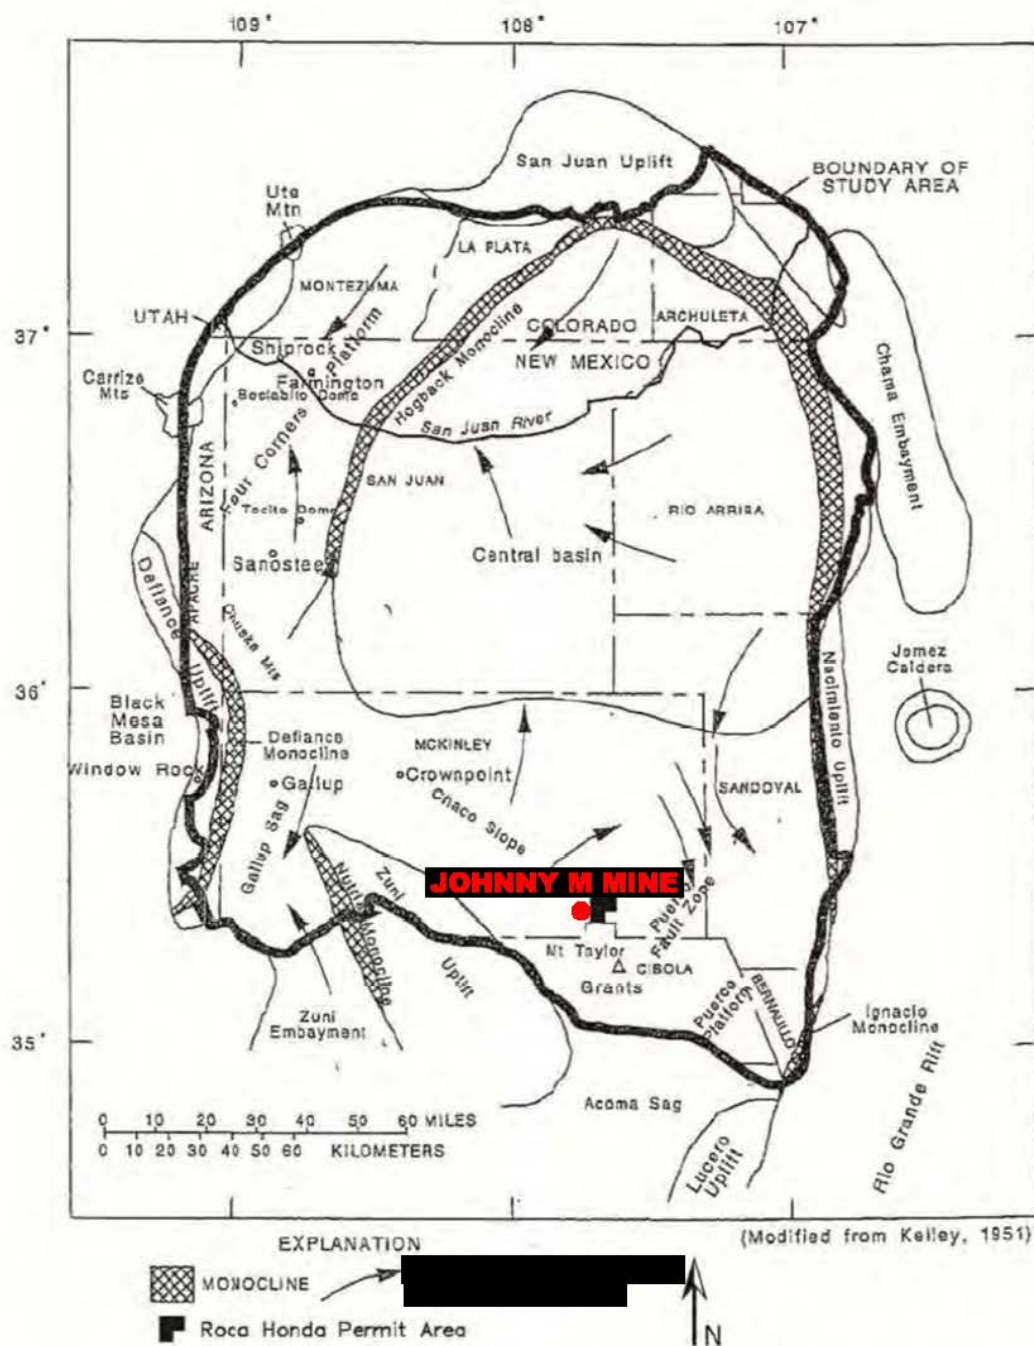 109°
108°
107°
San Juan Uplift
BOUNDARY OF
STUDY AREA
Ute
Mtn
LA PLATA
MONTEZUMA
UTAH
37°
COLORADO
ARCHULETA
NEW MEXICO
Shiprock
Farmington
Carrizo
Mts
Beclabito Dome
Four Corners Platform
Hogback Monocline
San Juan River
Chama Embayment
ARIZONA
SAN JUAN
Tocito Dome
RIO ARRIBA
Sanostee
Central basin
Defiance
Uplift
APACHE
Chuska Mts
Jemez
Caldera
36°
Nacimiento Uplift
Black
Mesa
Basin
Defiance
Monocline
MCKINLEY
Window Rock
Gallup
Crownpoint
SANDOVAL
Chaco Slope
Gallup Sag
JOHNNY M MINE
Zuni
Uplift
Nutria Monocline
Puerco
Fault Zone
Mt Taylor
CIBOLA
Grants
BERNALILLO
Puerco
Platform
Ignacio
Monocline
Zuni
Embayment
35°
Acoma Sag
Lucero
Uplift
Rio Grande Rift
0 10 20 30 40 50 60 MILES
0 10 20 30 40 50 60 KILOMETERS
EXPLANATION
(Modified from Kelley, 1951)
MONOCLINE
Roca Honda Permit Area
N